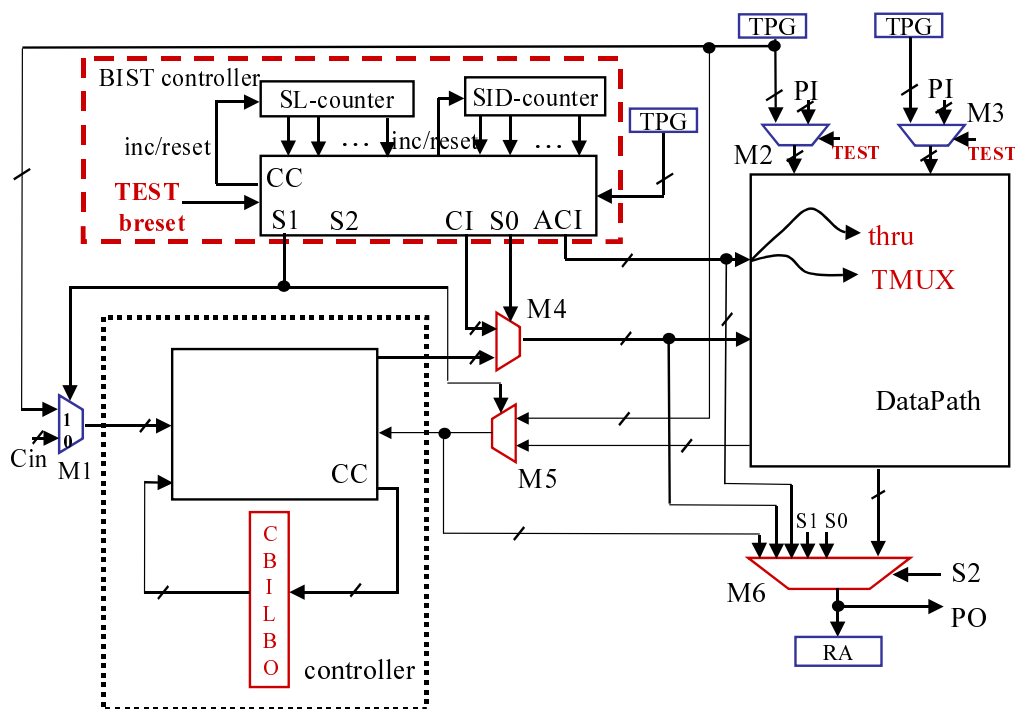 TPG
TPG
BIST controller
SL-counter
SID-counter
PI
PI
M3
TPG
inc/reset
...
inc/reset
...
M2
TEST
TEST
CC
TEST
breset
S1
S2
CI
S0
ACI
thru
TMUX
M4
DataPath
1
0
Cin
M1
CC
M5
S1
S0
C
B
I
L
B
O
M6
S2
PO
controller
RA